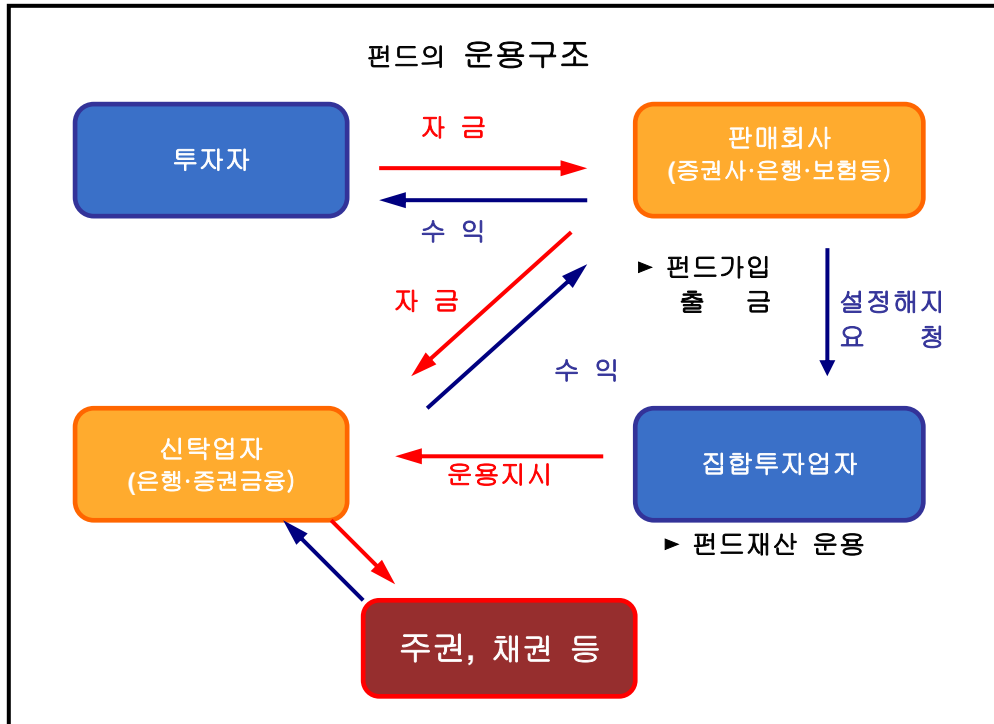 펀드의 운용구조
자 금
투자자
판매회사
(증권사·은행·보험등)
수 익
► 펀드가입
출 금
자 금
설정해지
요 청
수 익
신탁업자
(은행·증권금융)
집합투자업자
운용지시
► 펀드재산 운용
주권, 채권 등